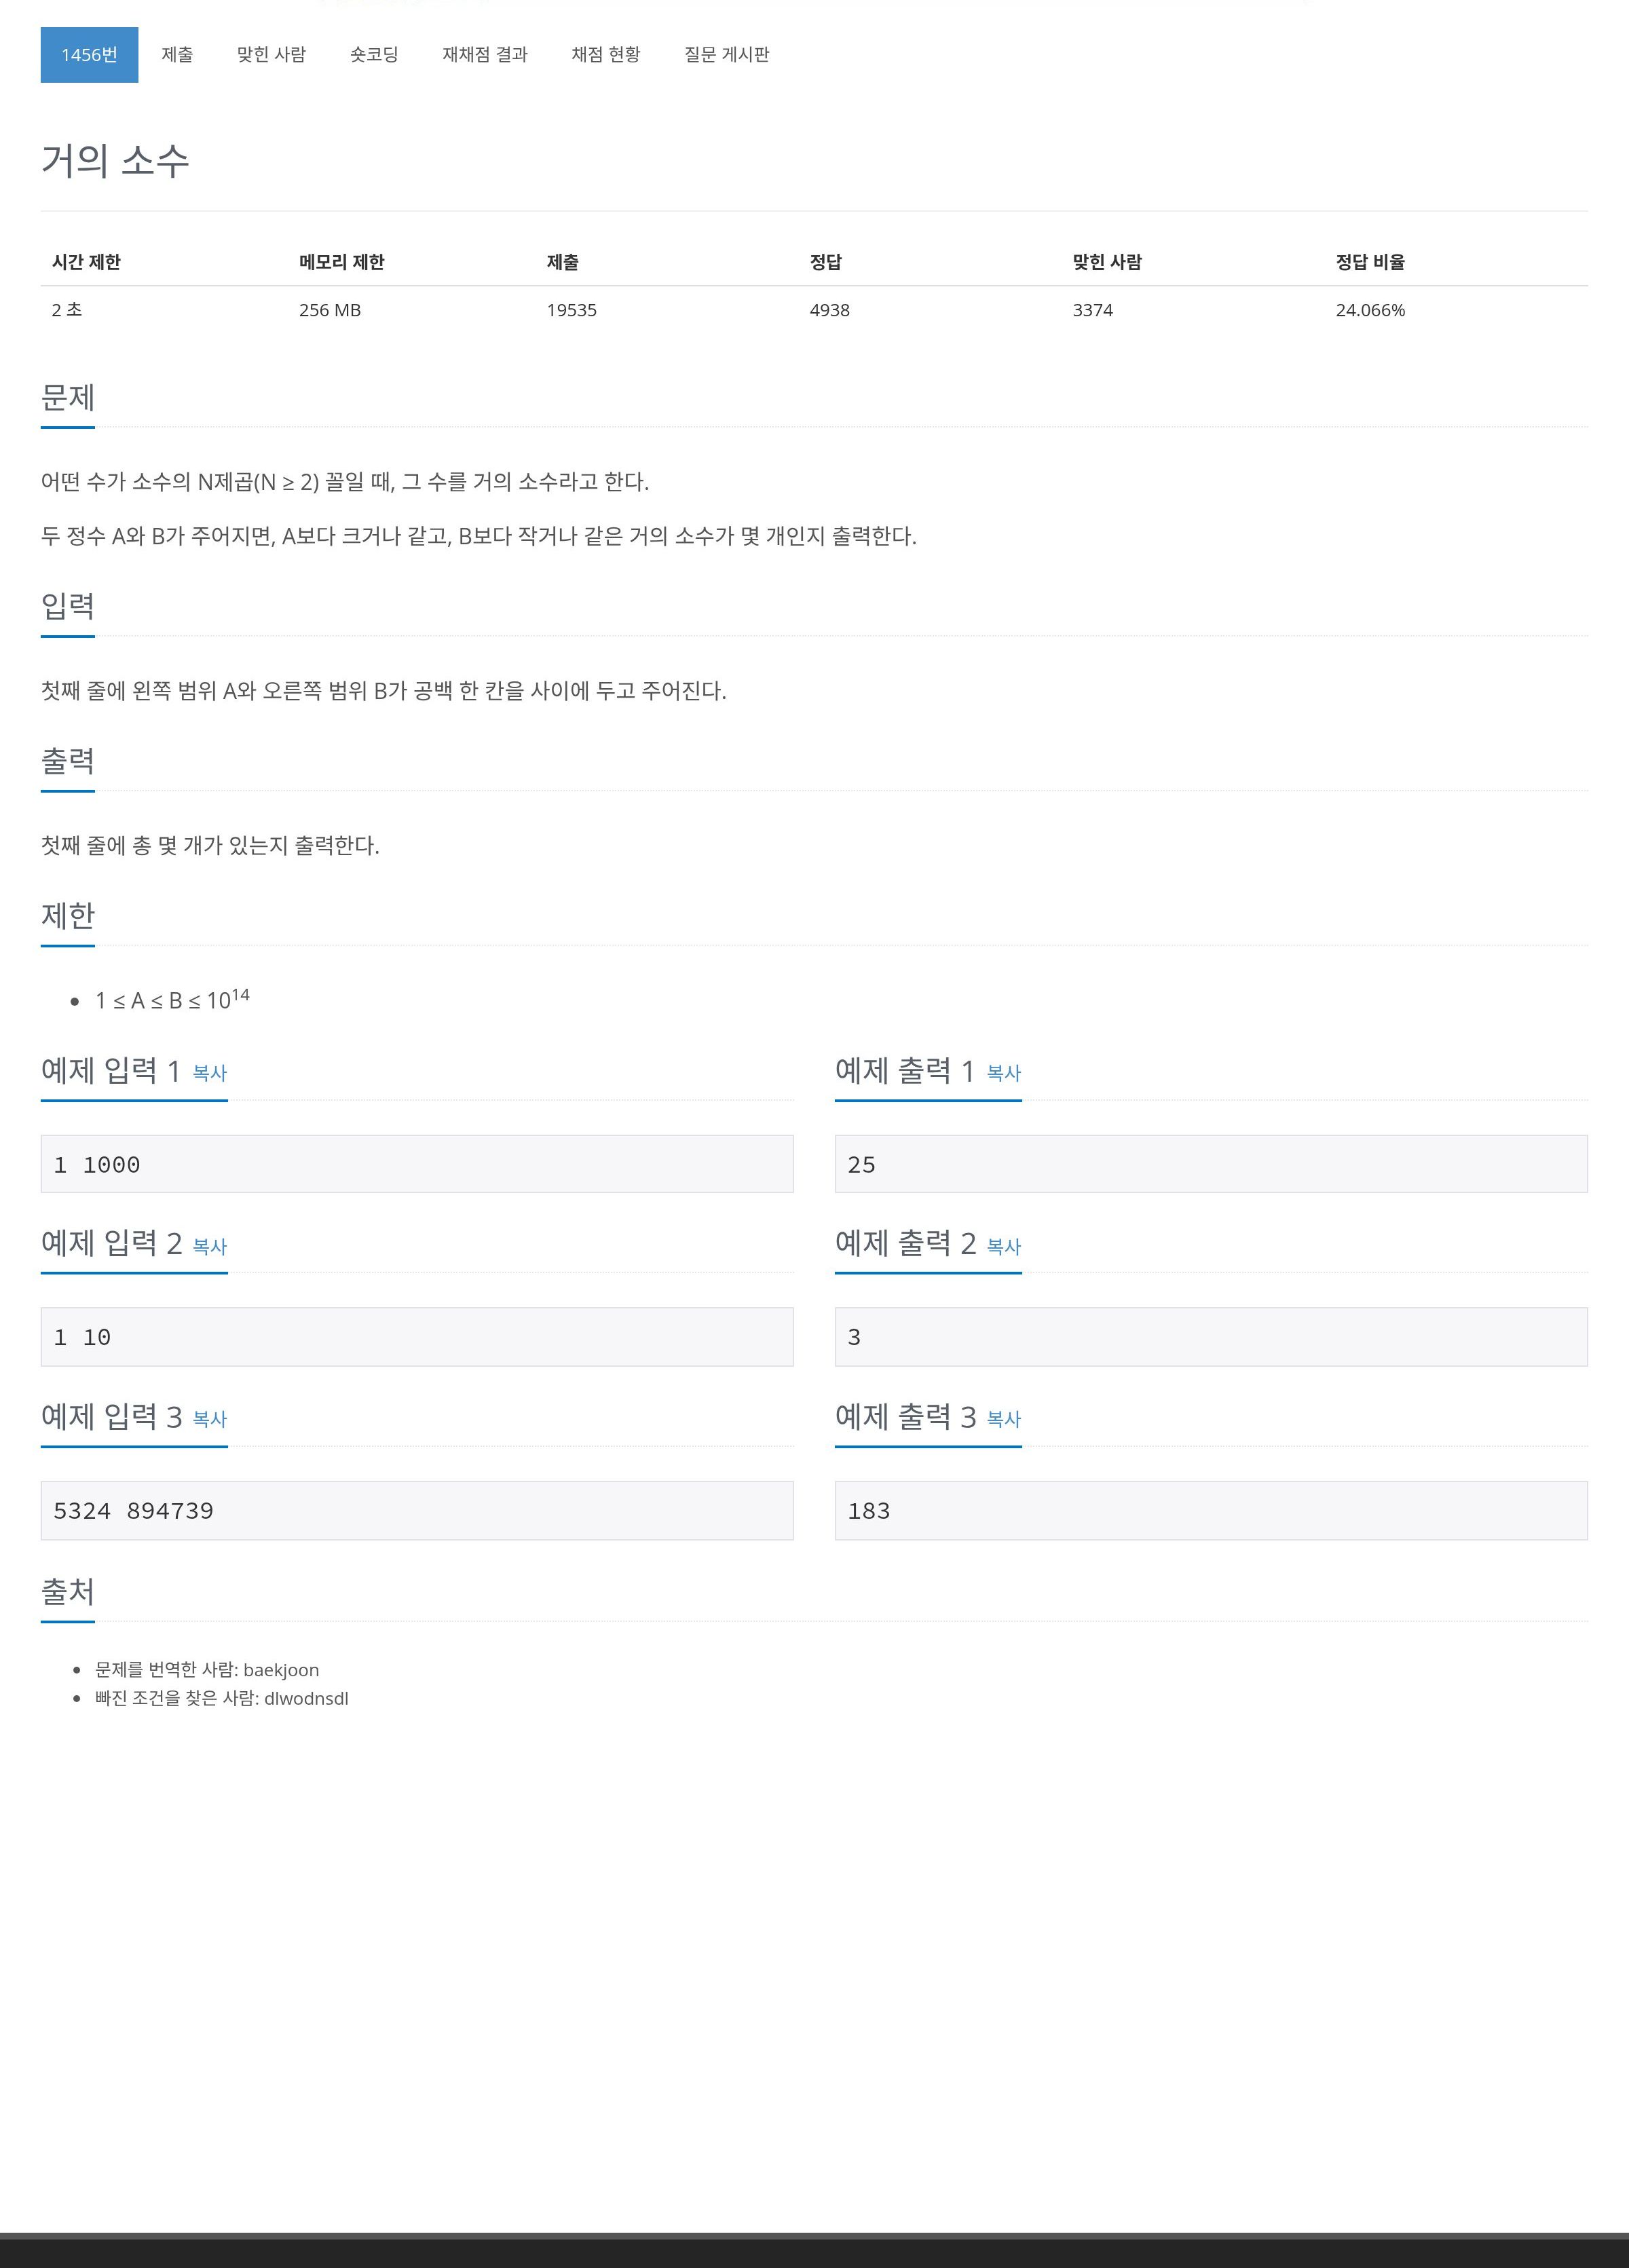 1456번 제출 맞힌 사람 숏코딩 재채점 결과 채점 현황 질문 게시판
거의 소수
시간 제한 메모리 제한 제출 정답 맞힌 사람 정답 비율
2 초 256 MB 19535 4938 3374 24.066%
문제
어떤 수가 소수의 N제곱(N ≥ 2) 꼴일 때, 그 수를 거의 소수라고 한다.
두 정수 A와 B가 주어지면, A보다 크거나 같고, B보다 작거나 같은 거의 소수가 몇 개인지 출력한다.
입력
첫째 줄에 왼쪽 범위 A와 오른쪽 범위 B가 공백 한 칸을 사이에 두고 주어진다.
출력
첫째 줄에 총 몇 개가 있는지 출력한다.
제한
• 1 ≤ A ≤ B ≤ 10¹⁴
예제 입력 1 복사 예제 출력 1 복사
1 1000 25
예제 입력 2 복사 예제 출력 2 복사
1 10 3
예제 입력 3 복사 예제 출력 3 복사
5324 894739 183
출처
• 문제를 번역한 사람: baekjoon
• 빠진 조건을 찾은 사람: dlwodnsdl